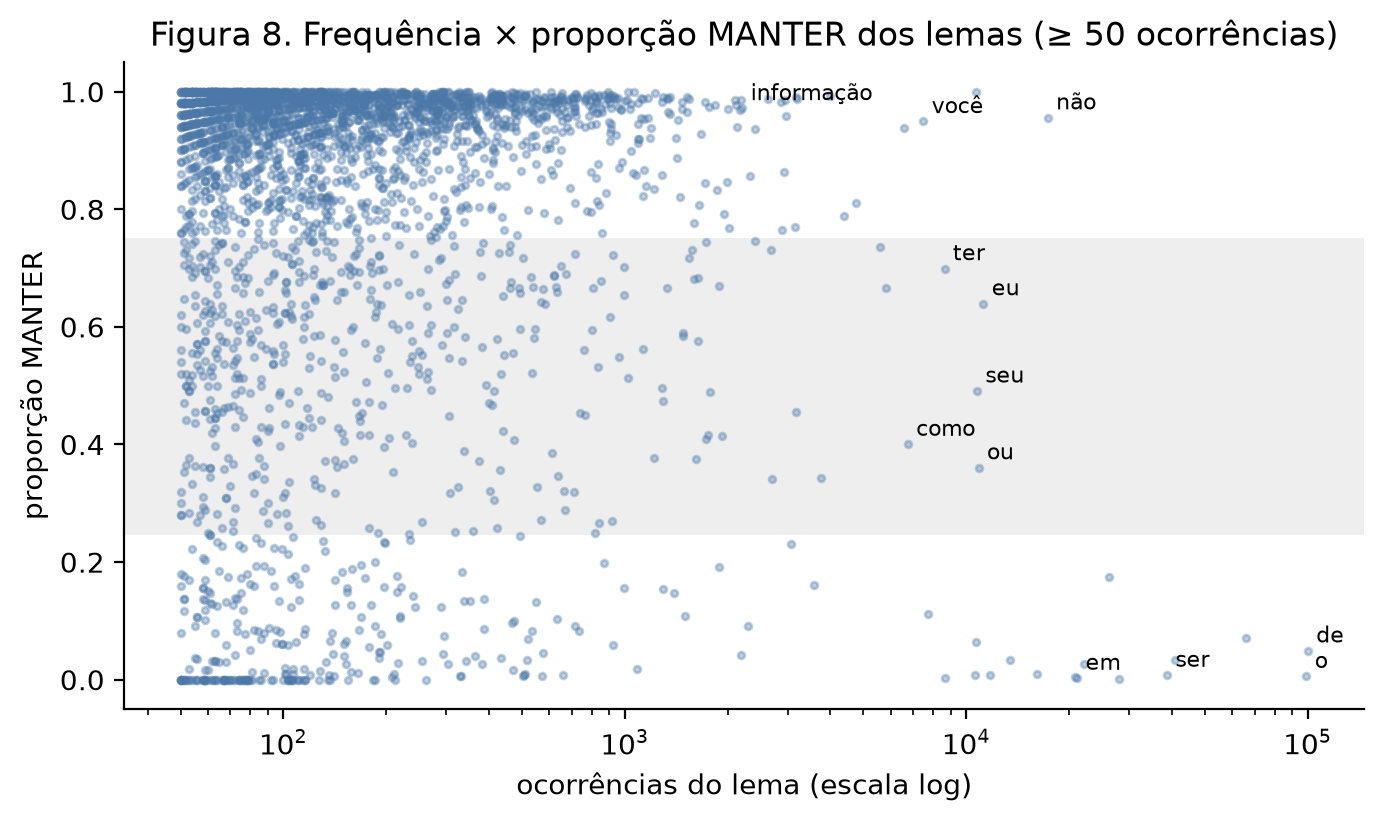 Figura 8. Frequência × proporção MANTER dos lemas (≥ 50 ocorrências)
proporção MANTER
1.0
0.8
0.6
0.4
0.2
0.0
informação
você
não
ter
eu
seu
como
ou
de
em
ser
o
10²
10³
10⁴
10⁵
ocorrências do lema (escala log)